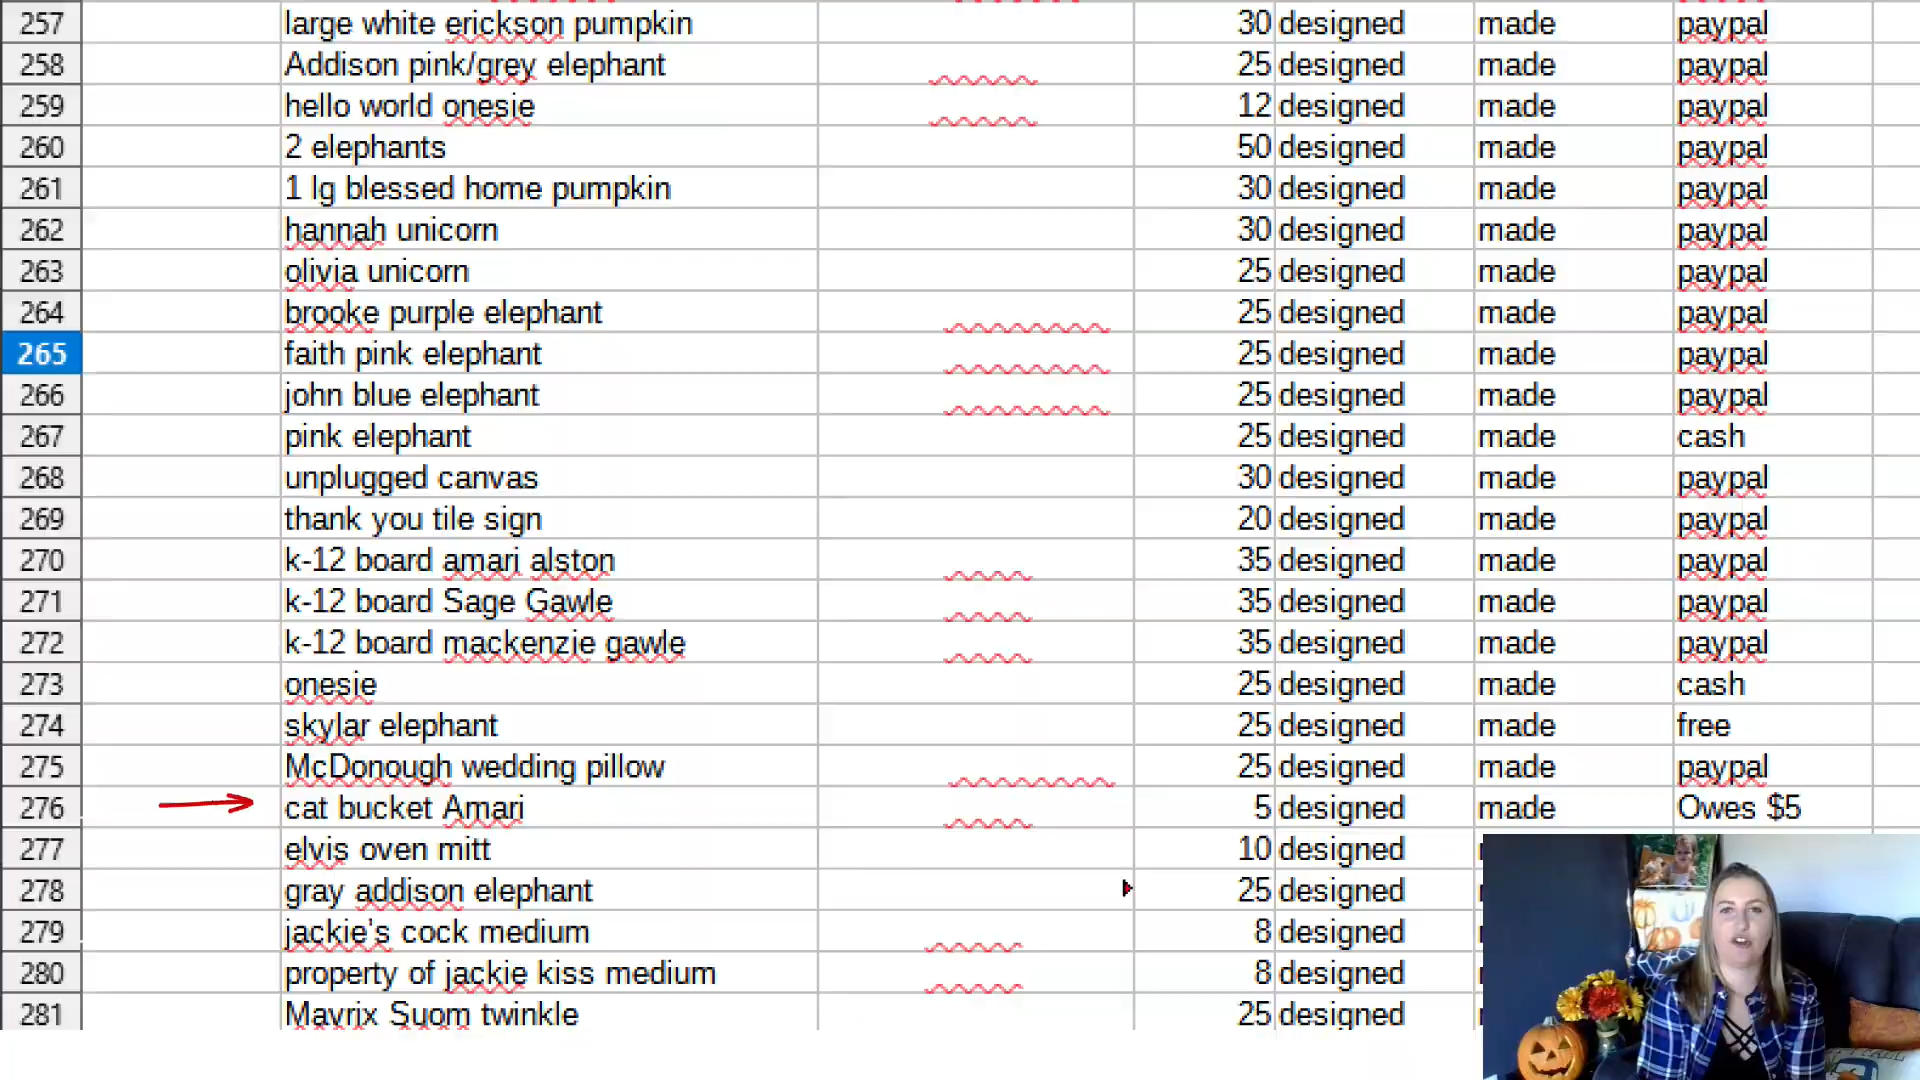 257 large white erickson pumpkin 30 designed made paypal
258 Addison pink/grey elephant 25 designed made paypal
259 hello world onesie 12 designed made paypal
260 2 elephants 50 designed made paypal
261 1 lg blessed home pumpkin 30 designed made paypal
262 hannah unicorn 30 designed made paypal
263 olivia unicorn 25 designed made paypal
264 brooke purple elephant 25 designed made paypal
265 faith pink elephant 25 designed made paypal
266 john blue elephant 25 designed made paypal
267 pink elephant 25 designed made cash
268 unplugged canvas 30 designed made paypal
269 thank you tile sign 20 designed made paypal
270 k-12 board amari alston 35 designed made paypal
271 k-12 board Sage Gawle 35 designed made paypal
272 k-12 board mackenzie gawle 35 designed made paypal
273 onesie 25 designed made cash
274 skylar elephant 25 designed made free
275 McDonough wedding pillow 25 designed made paypal
276 cat bucket Amari 5 designed made Owes $5
277 elvis oven mitt 10 designed
278 gray addison elephant 25 designed
279 jackie's cock medium 8 designed
280 property of jackie kiss medium 8 designed
281 Mavrix Suom twinkle 25 designed